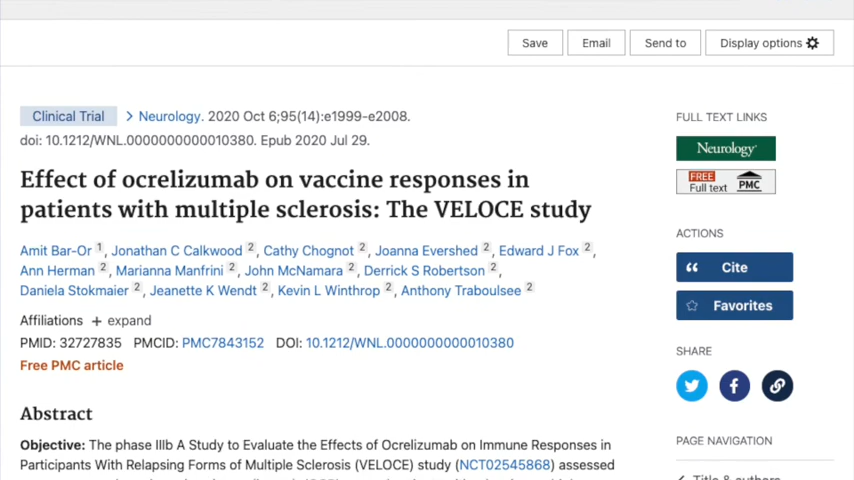 Save Email Send to Display options
Clinical Trial Neurology. 2020 Oct 6;95(14):e1999-e2008.
doi: 10.1212/WNL.0000000000010380. Epub 2020 Jul 29.
Effect of ocrelizumab on vaccine responses in
patients with multiple sclerosis: The VELOCE study
Amit Bar-Or 1, Jonathan C Calkwood 2, Cathy Chognot 2, Joanna Evershed 2, Edward J Fox 2,
Ann Herman 2, Marianna Manfrini 2, John McNamara 2, Derrick S Robertson 2,
Daniela Stokmaier 2, Jeanette K Wendt 2, Kevin L Winthrop 2, Anthony Traboulsee 2
Affiliations + expand
PMID: 32727835 PMCID: PMC7843152 DOI: 10.1212/WNL.0000000000010380
Free PMC article
Abstract
Objective: The phase IIIb A Study to Evaluate the Effects of Ocrelizumab on Immune Responses in
Participants With Relapsing Forms of Multiple Sclerosis (VELOCE) study (NCT02545868) assessed
FULL TEXT LINKS
Neurology
FREE
Full text PMC
ACTIONS
Cite
Favorites
SHARE
PAGE NAVIGATION
Title & authors